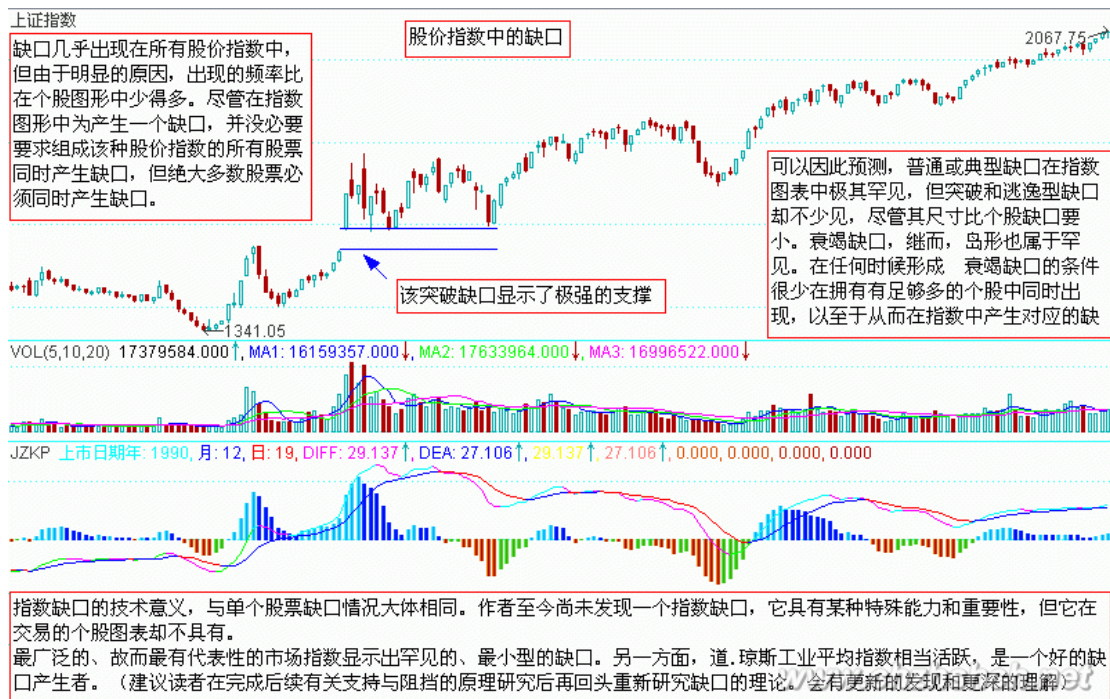 上证指数
股价指数中的缺口
2067.75
缺口几乎出现在所有股价指数中，
但由于明显的原因，出现的频率比
在个股图形中少得多。尽管在指数
图形中为产生一个缺口，并没必要
要求组成该种股价指数的所有股票
同时产生缺口，但绝大多数股票必
须同时产生缺口。
可以因此预测，普通或典型缺口在指数
图表中极其罕见，但突破和逃逸型缺口
却不少见，尽管其尺寸比个股缺口要
小。衰竭缺口，继而，岛形也属于罕
见。在任何时候形成 衰竭缺口的条件
很少在拥有有足够多的个股中同时出
现，以至于从而在指数中产生对应的缺
该突破缺口显示了极强的支撑
1341.05
VOL(5,10,20) 17379584.000↑, MA1: 16159357.000↓, MA2: 17633964.000↓, MA3: 16996522.000↓
JZKP 上市日期年: 1990, 月: 12, 日: 19, DIFF: 29.137↑, DEA: 27.106↑, 29.137↑, 27.106↑, 0.000, 0.000, 0.000, 0.000
指数缺口的技术意义，与单个股票缺口情况大体相同。作者至今尚未发现一个指数缺口，它具有某种特殊能力和重要性，但它在
交易的个股图表却不具有。
最广泛的、故而最有代表性的市场指数显示出罕见的、最小型的缺口。另一方面，道.琼斯工业平均指数相当活跃，是一个好的缺
口产生者。（建议读者在完成后续有关支持与阻挡的原理研究后再回头重新研究缺口的理论。会有更新的发现和更深的理解）